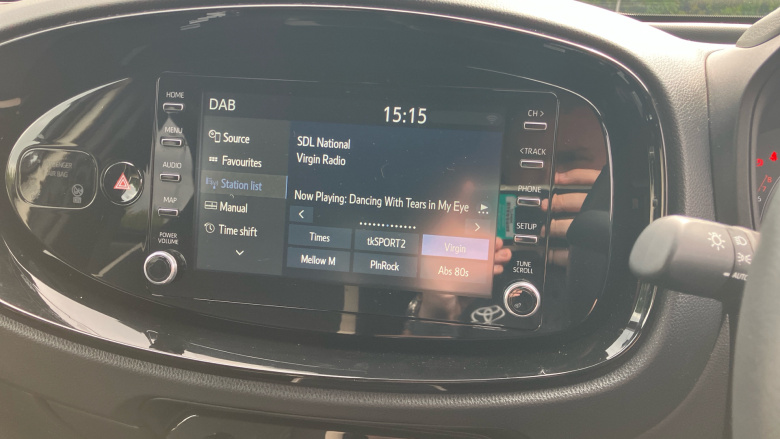 HOME
MENU
AUDIO
MAP
POWER
VOLUME
DAB
15:15
Source
Favourites
Station list
Manual
Time shift
SDL National
Virgin Radio
Now Playing: Dancing With Tears in My Eye
Times
tkSPORT2
Virgin
Mellow M
PlnRock
Abs 80s
CH >
< TRACK
PHONE
SETUP
TUNE
SCROLL
AIR BAG
AUTO